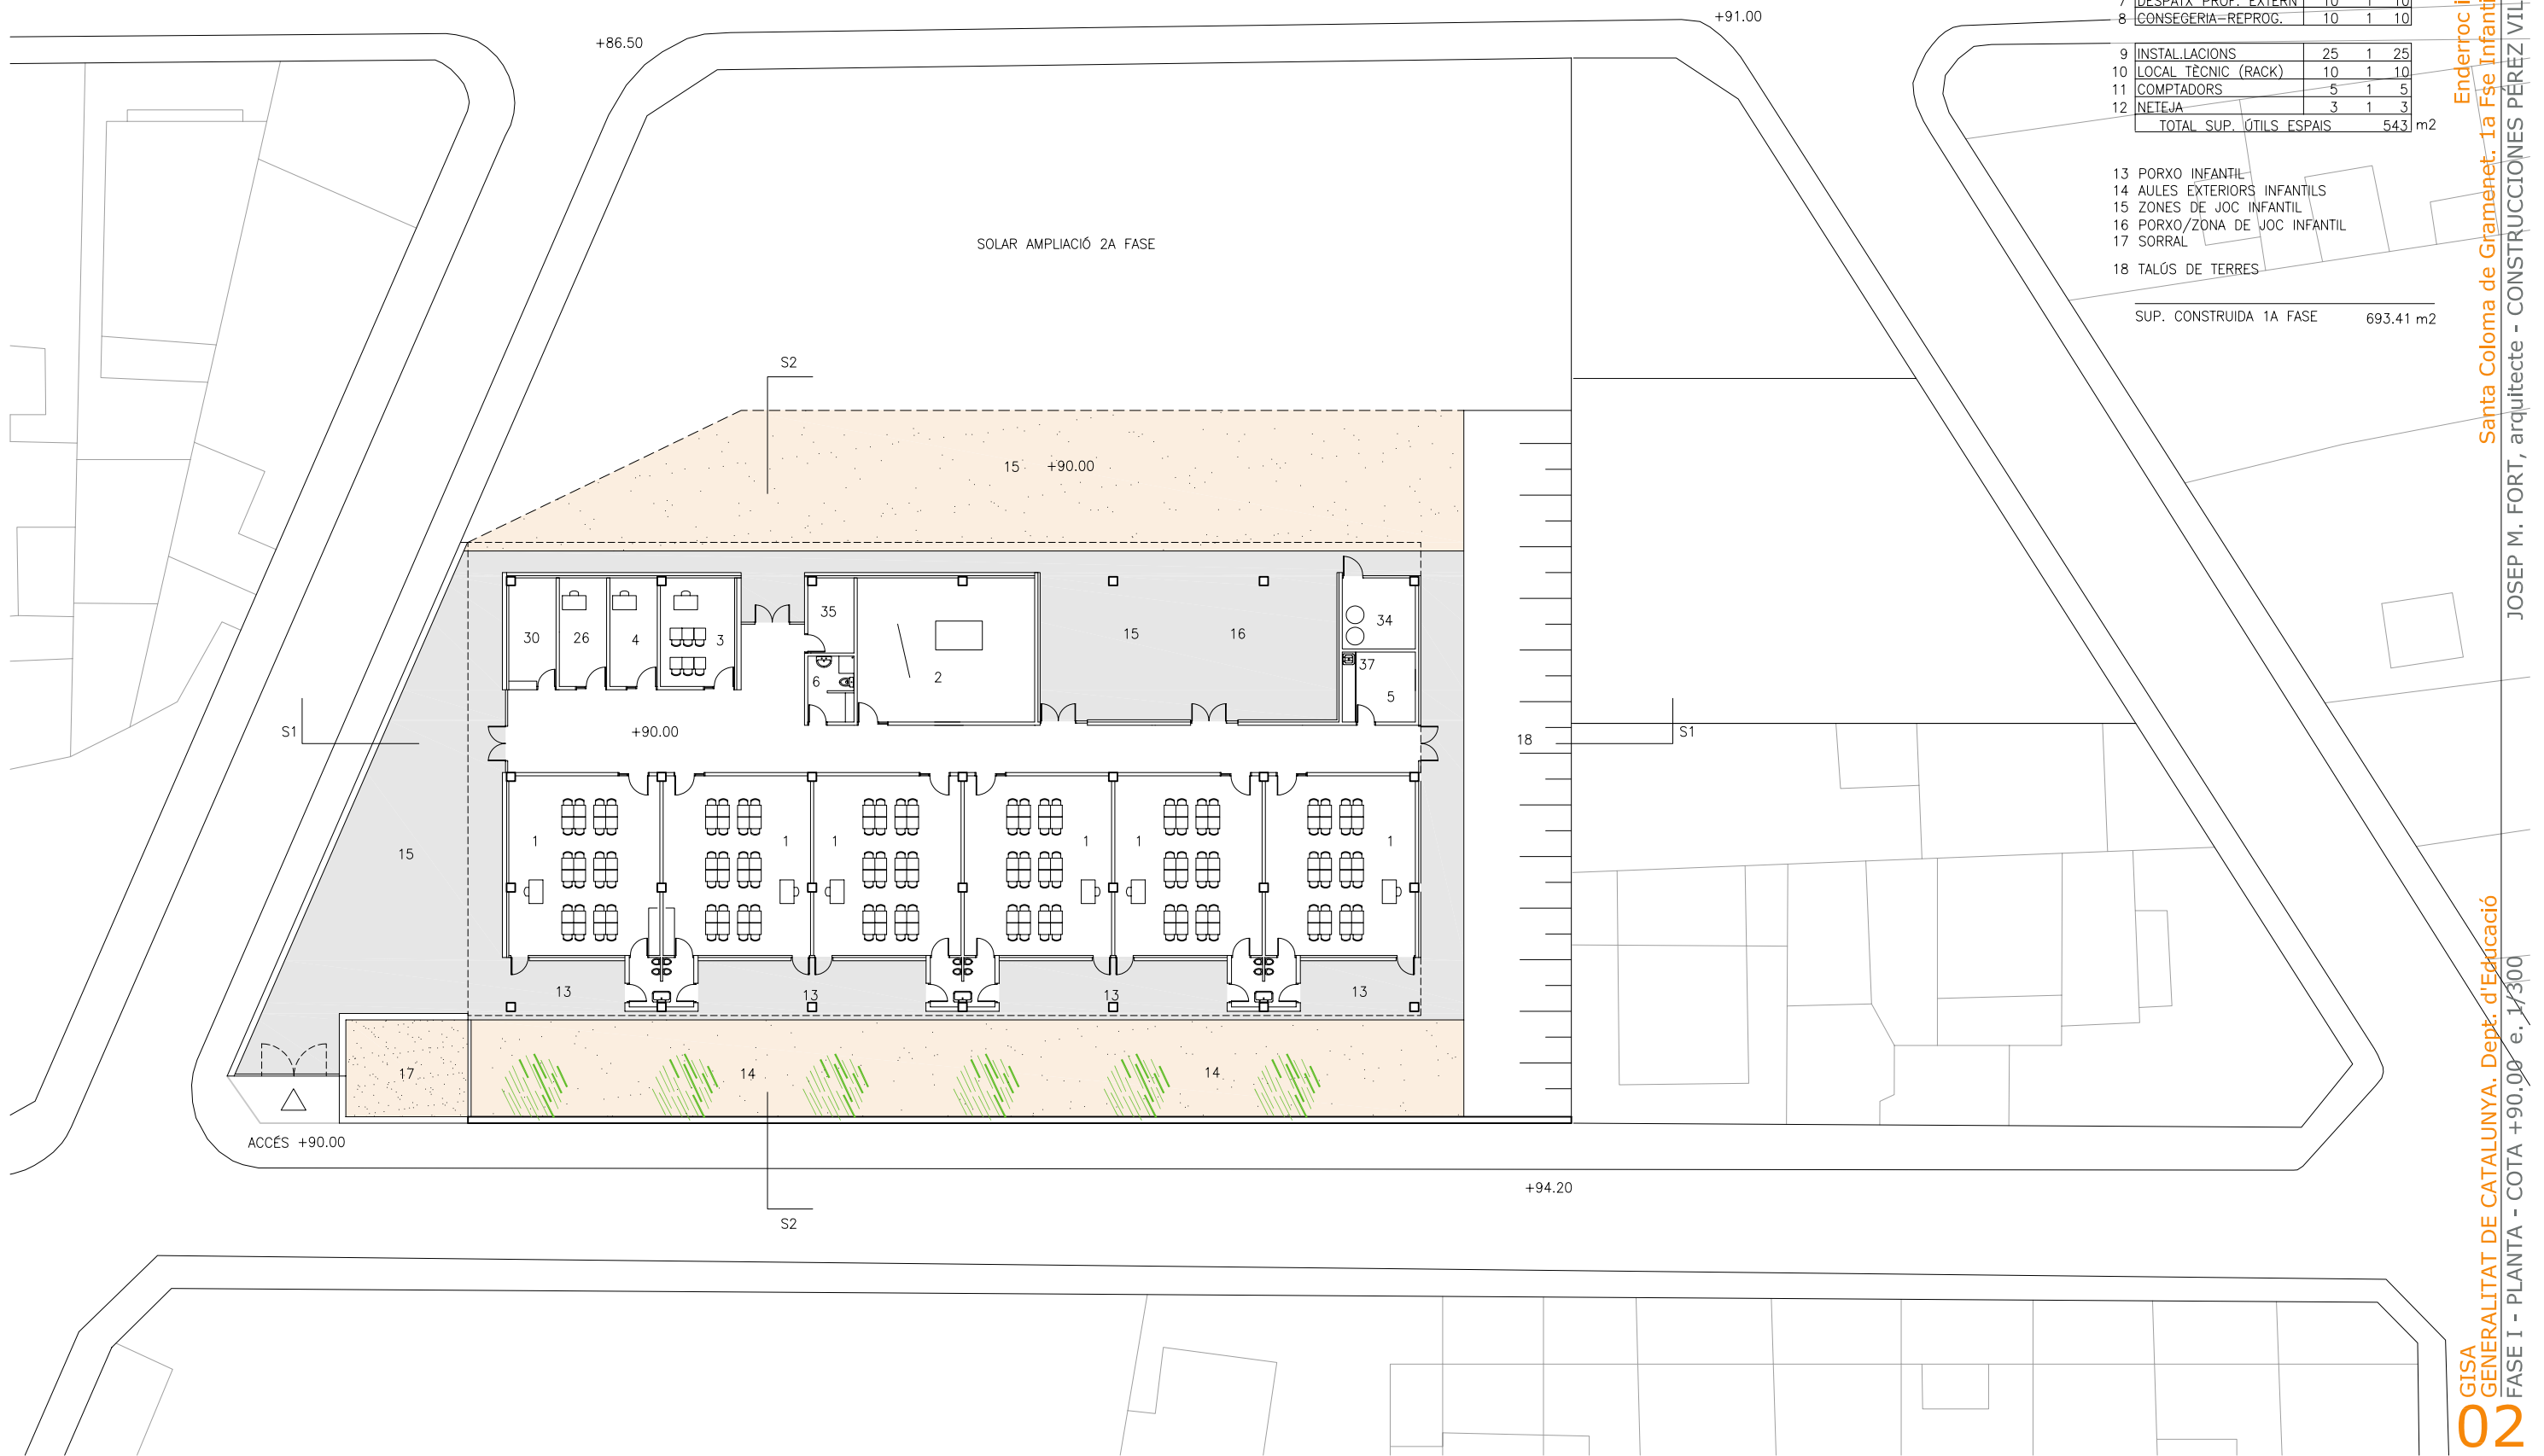 +86.50
+91.00
7 DESPATX PROF. EXTERN 10 1 10
8 CONSEGERIA-REPROG. 10 1 10
9 INSTAL.LACIONS 25 1 25
10 LOCAL TÈCNIC (RACK) 10 1 10
11 COMPTADORS 5 1 5
12 NETEJA 3 1 3
TOTAL SUP. ÚTILS ESPAIS 543 m2
13 PORXO INFANTIL
14 AULES EXTERIORS INFANTILS
15 ZONES DE JOC INFANTIL
16 PORXO/ZONA DE JOC INFANTIL
17 SORRAL
18 TALÚS DE TERRES
SUP. CONSTRUIDA 1A FASE 693.41 m2
SOLAR AMPLIACIÓ 2A FASE
S2
15 +90.00
30 26 4 3 35 2 15 16 34
6 37 5
S1 +90.00 18 S1
15
1 1 1 1 1 1
13 13 13 13
17 14 14
ACCÉS +90.00
+94.20
S2
Enderroc i
Santa Coloma de Gramenet. 1a Fse Infanti
JOSEP M. FORT, arquitecte - CONSTRUCCIONES PÉREZ VIL
GISA
GENERALITAT DE CATALUNYA. Dept. d'Educació
FASE I - PLANTA - COTA +90.00 e. 1/300
02